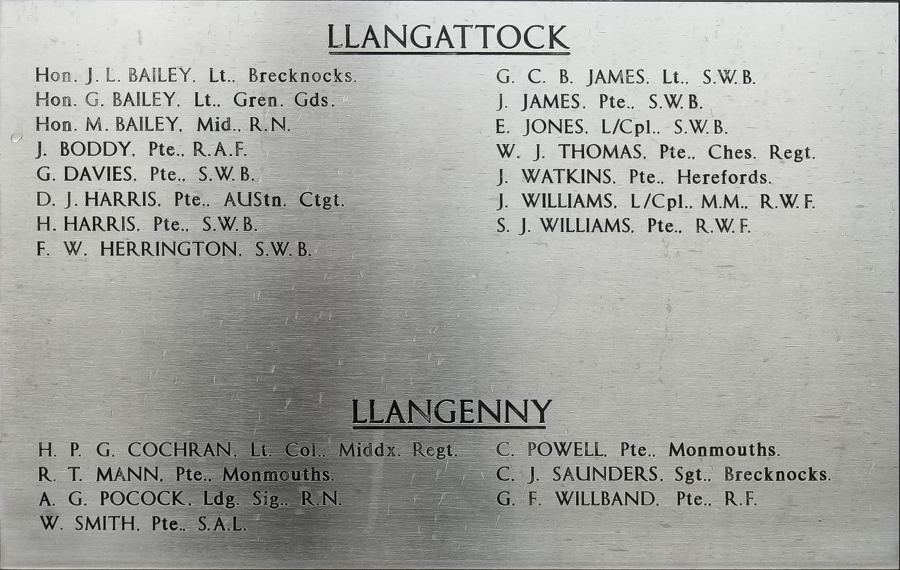 LLANGATTOCK
Hon. J. L. BAILEY, Lt., Brecknocks.
Hon. G. BAILEY, Lt., Gren. Gds.
Hon. M. BAILEY, Mid., R.N.
J. BODDY, Pte., R.A.F.
G. DAVIES, Pte., S.W.B.
D. J. HARRIS, Pte., AUStn. Ctgt.
H. HARRIS, Pte., S.W.B.
F. W. HERRINGTON, S.W.B.
G. C. B. JAMES, Lt., S.W.B.
J. JAMES, Pte., S.W.B.
E. JONES, L/Cpl., S.W.B.
W. J. THOMAS, Pte., Ches. Regt.
J. WATKINS, Pte., Herefords.
J. WILLIAMS, L/Cpl., M.M., R.W.F.
S. J. WILLIAMS, Pte., R.W.F.
LLANGENNY
H. P. G. COCHRAN, Lt. Col., Middx. Regt.
R. T. MANN, Pte., Monmouths.
A. G. POCOCK, Ldg. Sig., R.N.
W. SMITH, Pte., S.A.L.
C. POWELL, Pte., Monmouths.
C. J. SAUNDERS, Sgt., Brecknocks.
G. F. WILLBAND, Pte., R.F.